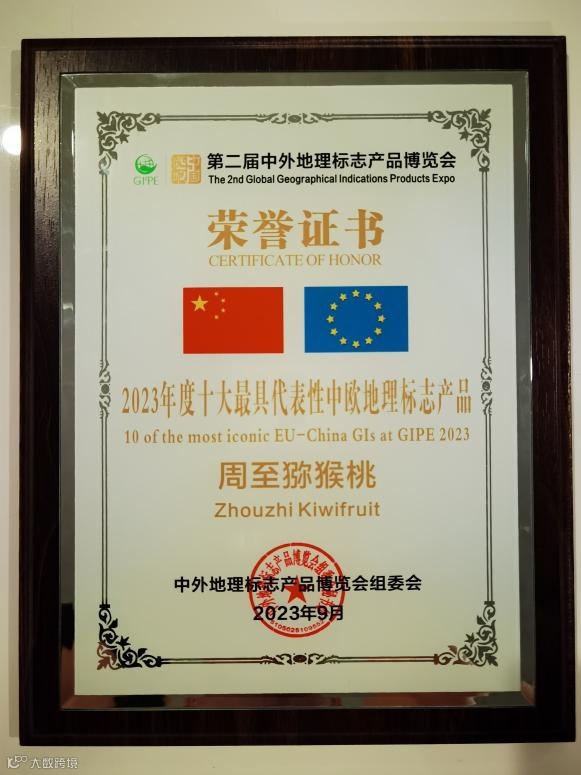 GIPE
第二届中外地理标志产品博览会
The 2nd Global Geographical Indications Products Expo
荣誉证书
CERTIFICATE OF HONOR
2023年度十大最具代表性中欧地理标志产品
10 of the most iconic EU-China GIs at GIPE 2023
周至猕猴桃
Zhouzhi Kiwifruit
中外地理标志产品博览会组委会
2023年9月
大数跨境